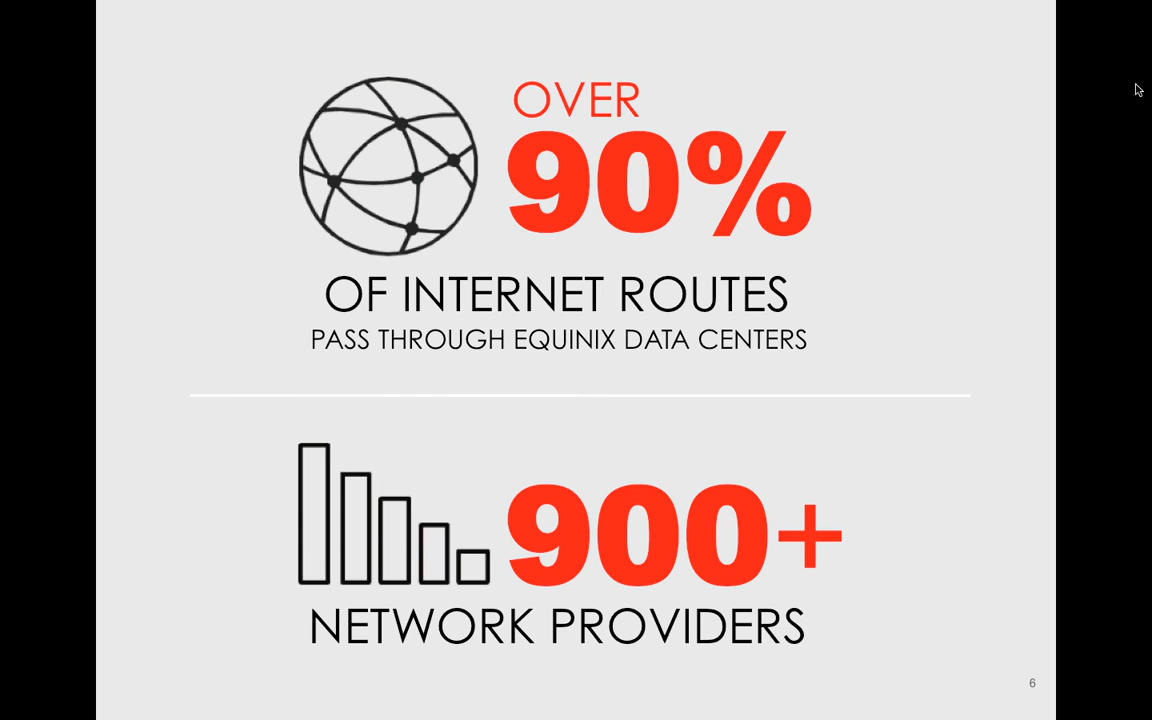 OVER
90%
OF INTERNET ROUTES
PASS THROUGH EQUINIX DATA CENTERS
900+
NETWORK PROVIDERS
6